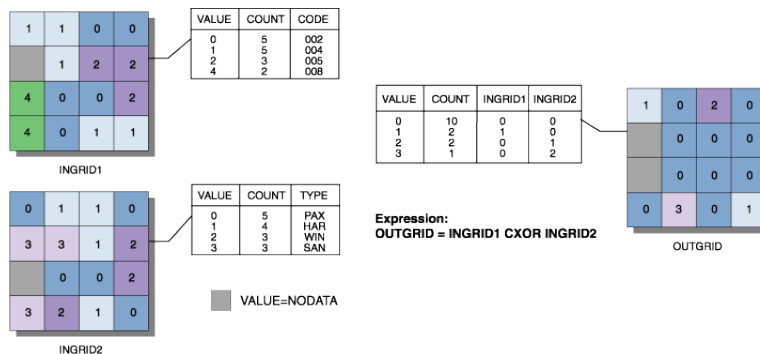 1 1 0 0
1 2 2
4 0 0 2
4 0 1 1
INGRID1
VALUE COUNT CODE
0 5 002
1 5 004
2 3 005
4 2 008
0 1 1 0
3 3 1 2
0 0 2
3 2 1 0
INGRID2
VALUE COUNT TYPE
0 5 PAX
1 4 HAR
2 3 WIN
3 3 SAN
VALUE=NODATA
VALUE COUNT INGRID1 INGRID2
0 10 0 0
1 2 1 0
2 2 0 1
3 1 0 2
Expression:
OUTGRID = INGRID1 CXOR INGRID2
1 0 2 0
0 0 0
0 0 0
0 3 0 1
OUTGRID